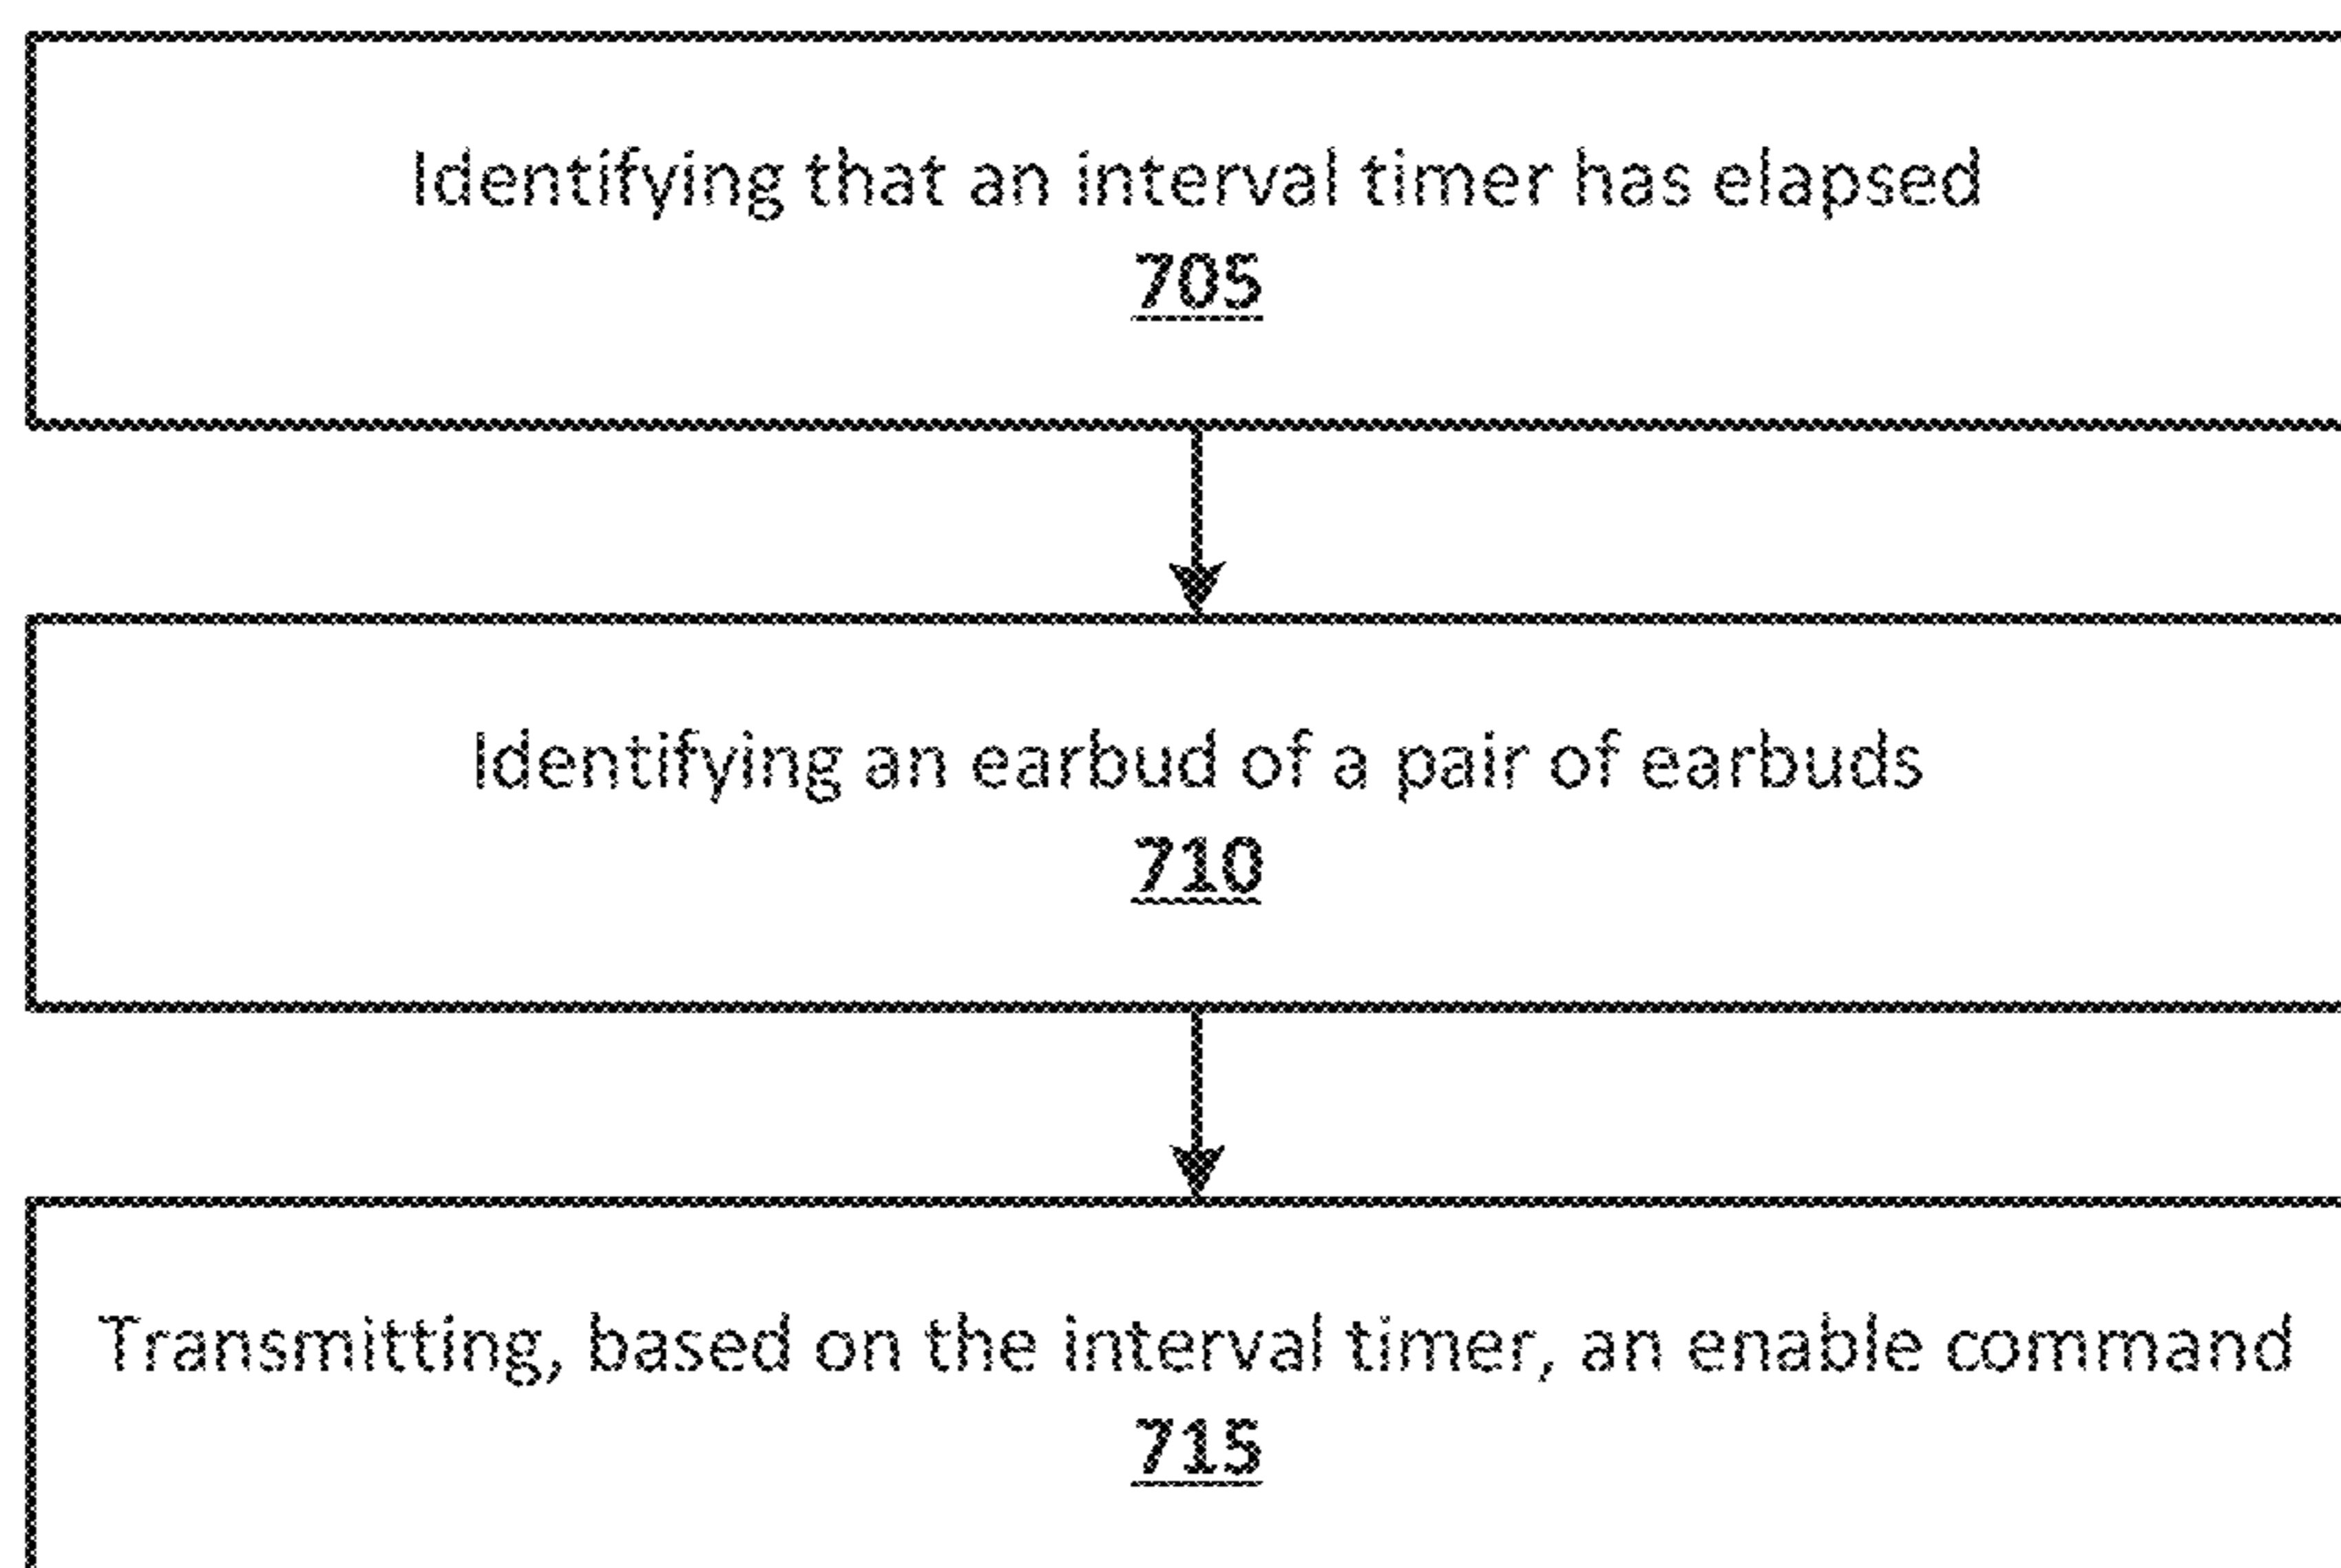 Identifying that an interval timer has elapsed
705
Identifying an earbud of a pair of earbuds
710
Transmitting, based on the interval timer, an enable command
715